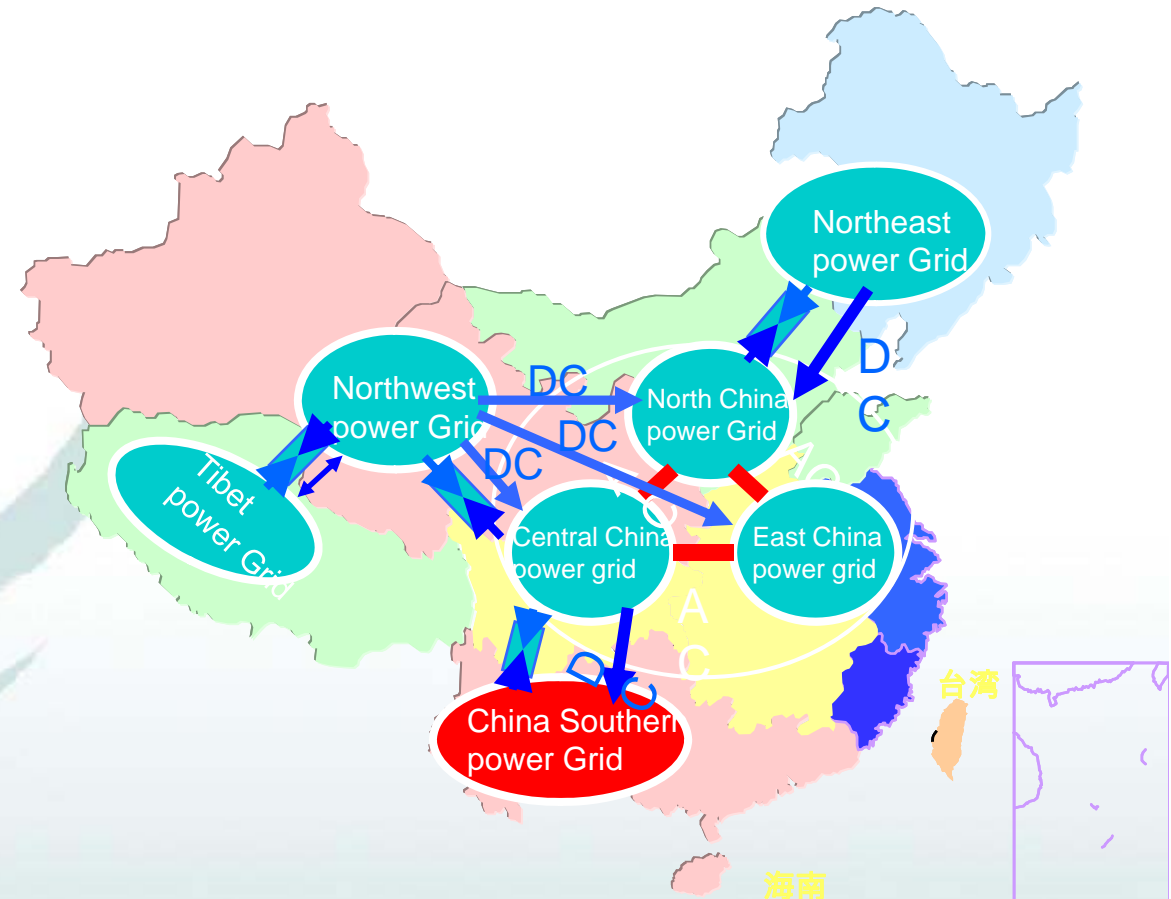 Northeast
power Grid
DC
Northwest
power Grid
DC
North China
power Grid
DC
DC
AC
Tibet
power Grid
Central China
power grid
East China
power grid
AC
DC
China Southern
power Grid
台湾
海南